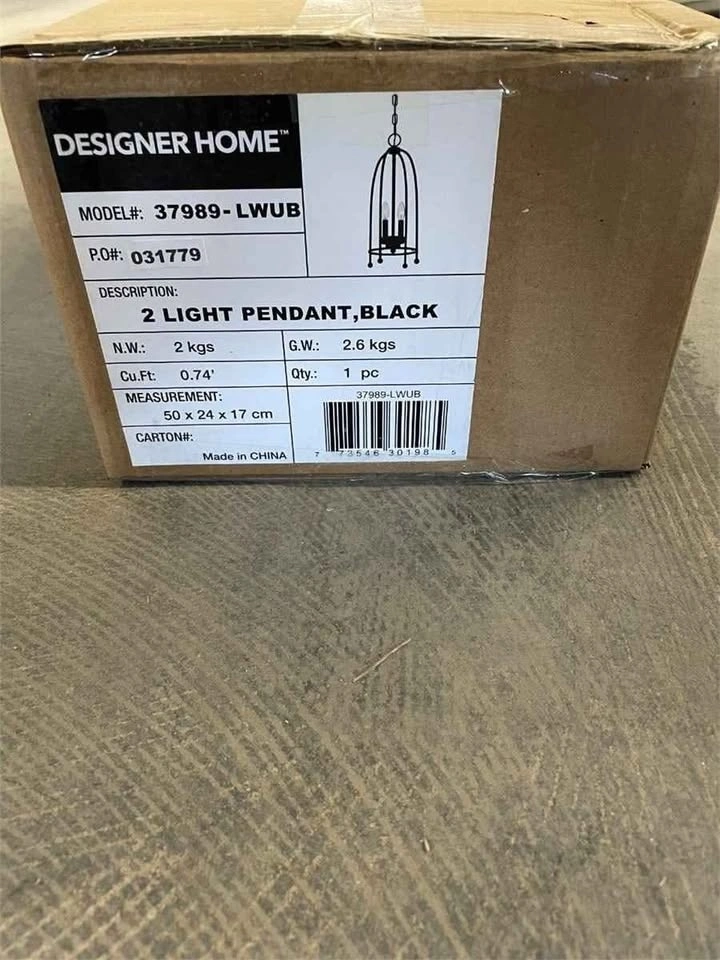 DESIGNER HOME™
MODEL#: 37989-LWUB
P.O#: 031779
DESCRIPTION:
2 LIGHT PENDANT,BLACK
N.W.: 2 kgs G.W.: 2.6 kgs
Cu.Ft: 0.74' Qty.: 1 pc
MEASUREMENT:
50 x 24 x 17 cm
CARTON#:
Made in CHINA
37989-LWUB
7 73546 30198 5